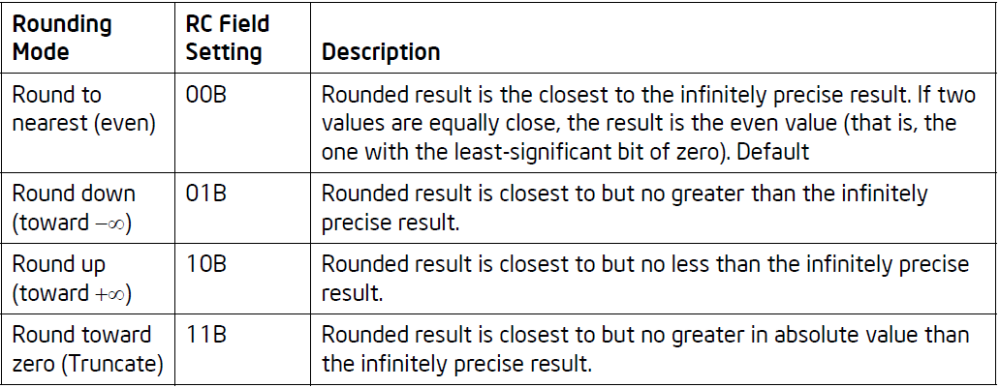 Rounding Mode RC Field Setting Description
Round to nearest (even) 00B Rounded result is the closest to the infinitely precise result. If two
values are equally close, the result is the even value (that is, the
one with the least-significant bit of zero). Default
Round down (toward −∞) 01B Rounded result is closest to but no greater than the infinitely
precise result.
Round up (toward +∞) 10B Rounded result is closest to but no less than the infinitely precise
result.
Round toward zero (Truncate) 11B Rounded result is closest to but no greater in absolute value than
the infinitely precise result.